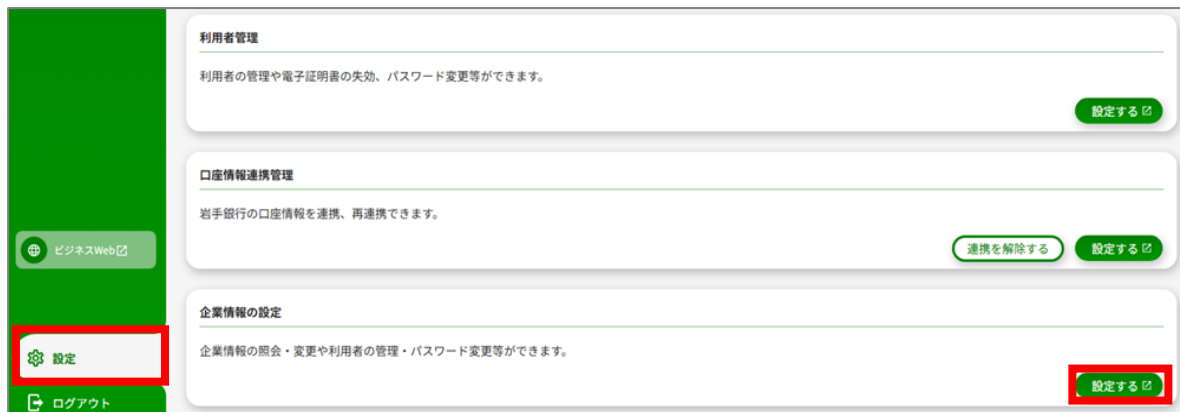 利用者管理
利用者の管理や電子証明書の失効、パスワード変更等ができます。
設定する
口座情報連携管理
岩手銀行の口座情報を連携、再連携できます。
ビジネスWeb
連携を解除する
設定する
企業情報の設定
設定
企業情報の照会・変更や利用者の管理・パスワード変更等ができます。
設定する
ログアウト